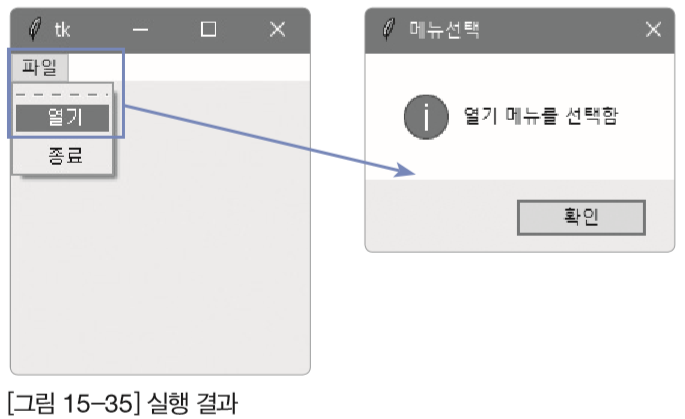 tk
파일
열기
종료
메뉴선택
열기 메뉴를 선택함
확인
[그림 15-35] 실행 결과